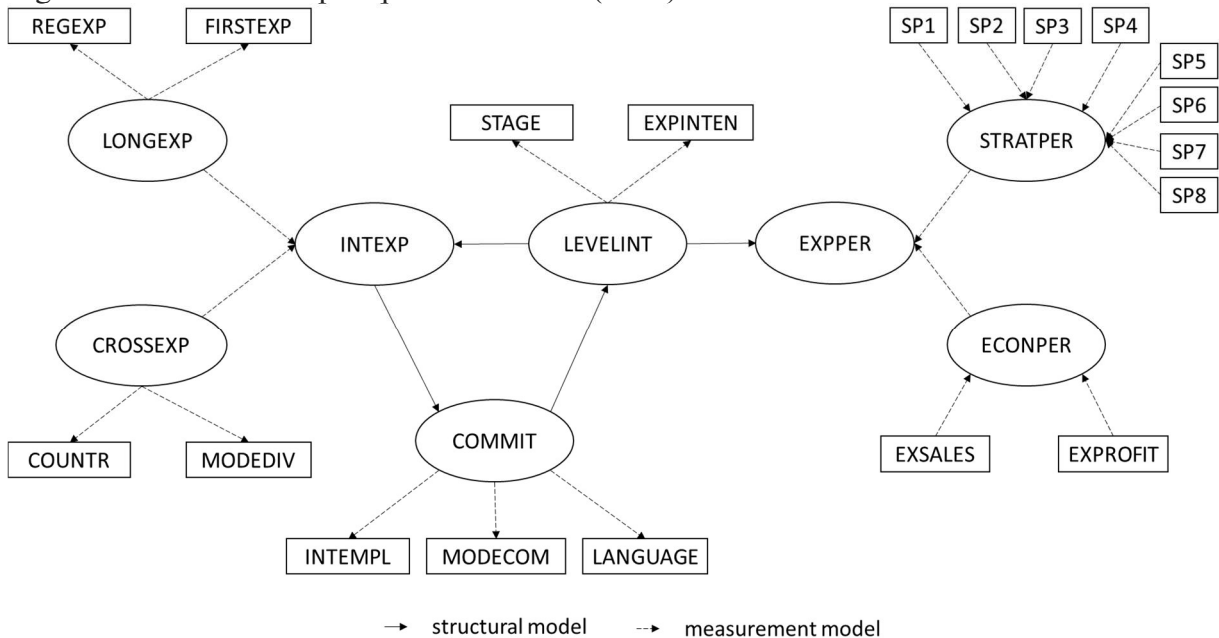 REGEXP FIRSTEXP SP1 SP2 SP3 SP4
SP5
STAGE EXPINTEN SP6
LONGEXP STRATPER
SP7
SP8
INTEXP LEVELINT EXPPER
CROSSEXP ECONPER
COMMIT
COUNTR MODEDIV EXSALES EXPROFIT
INTEMPL MODECOM LANGUAGE
structural model measurement model